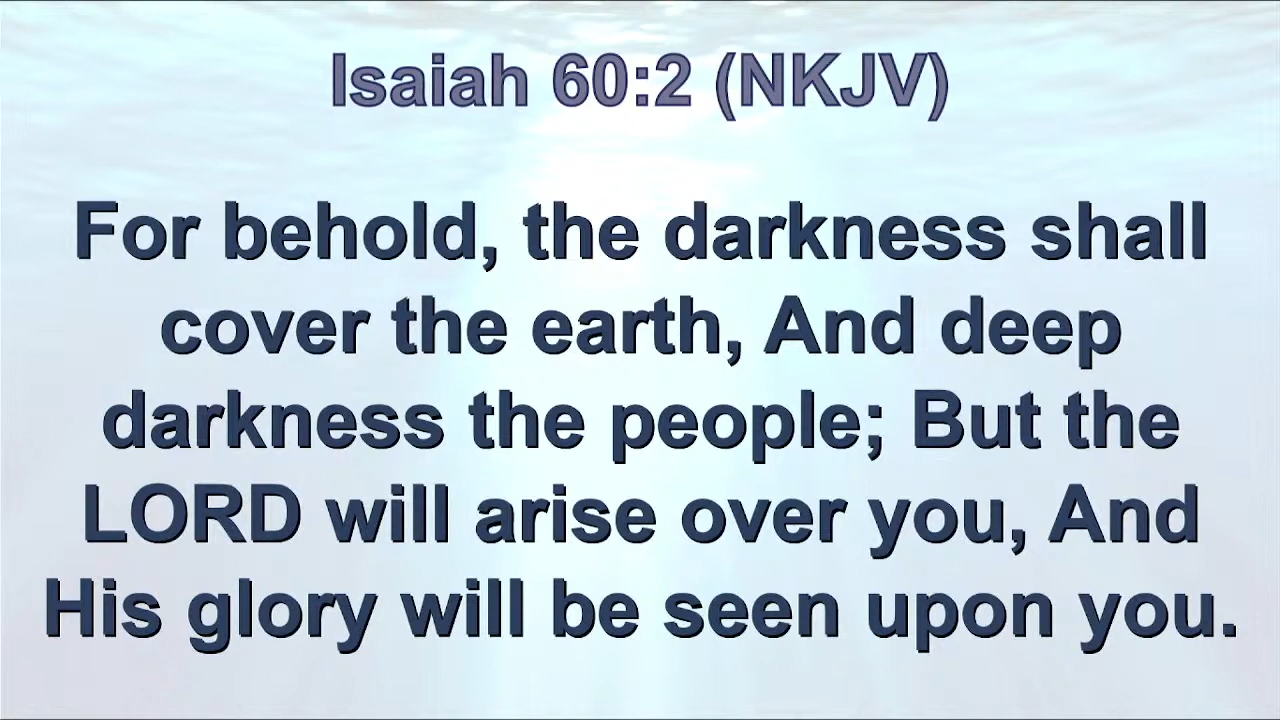 Isaiah 60:2 (NKJV)
For behold, the darkness shall
cover the earth, And deep
darkness the people; But the
LORD will arise over you, And
His glory will be seen upon you.